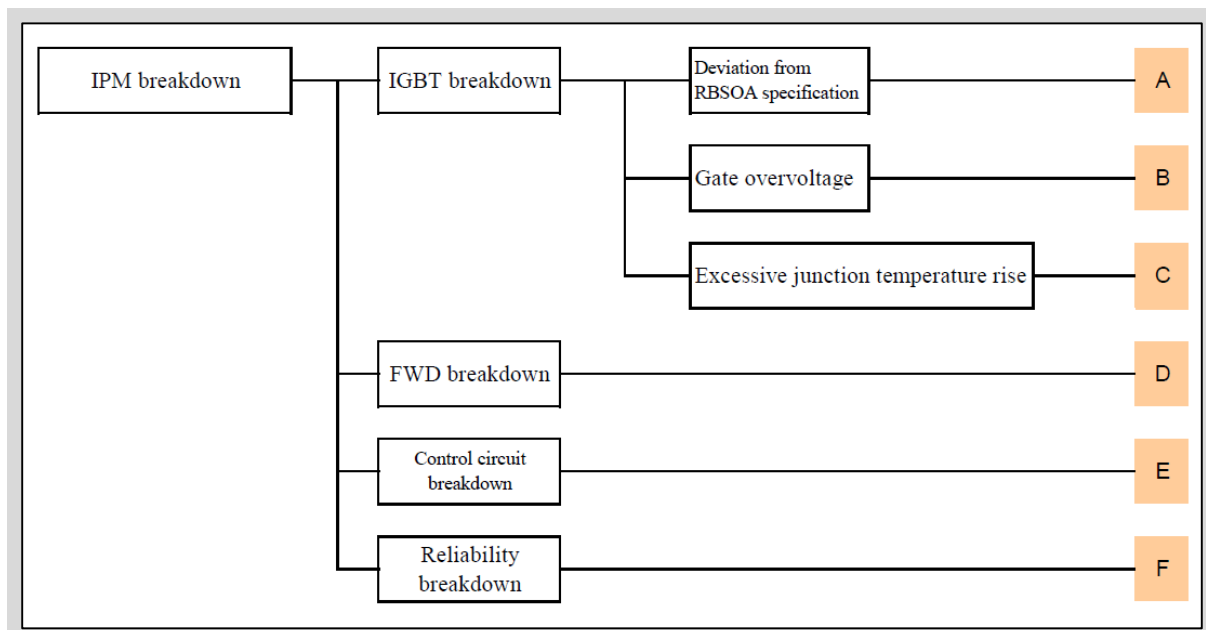 IPM breakdown
IGBT breakdown
Deviation from
RBSOA specification
A
Gate overvoltage
B
Excessive junction temperature rise
C
FWD breakdown
D
Control circuit
breakdown
E
Reliability
breakdown
F